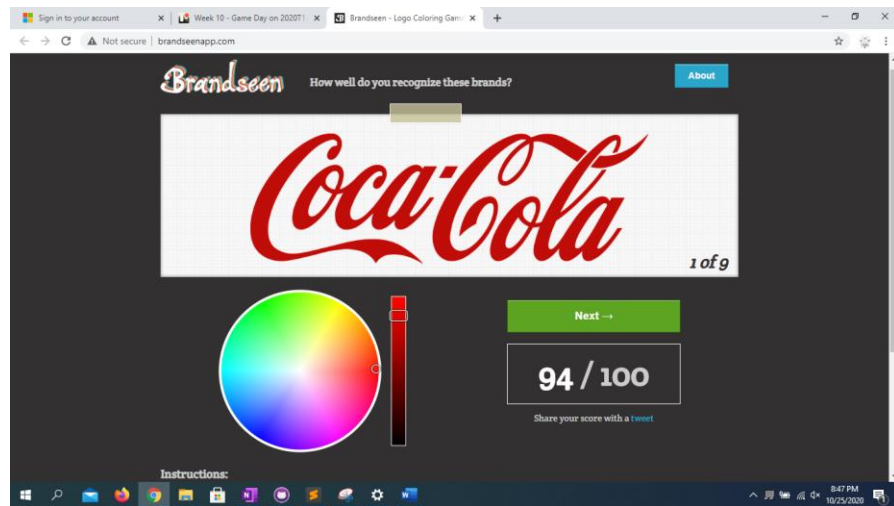 Sign in to your account
Week 10 - Game Day on 2020T1
Brandseen - Logo Coloring Gam
Not secure | brandseenapp.com
Brandseen
How well do you recognize these brands?
About
Coca-Cola
1 of 9
Next →
94 / 100
Share your score with a tweet
Instructions:
8:47 PM
10/25/2020